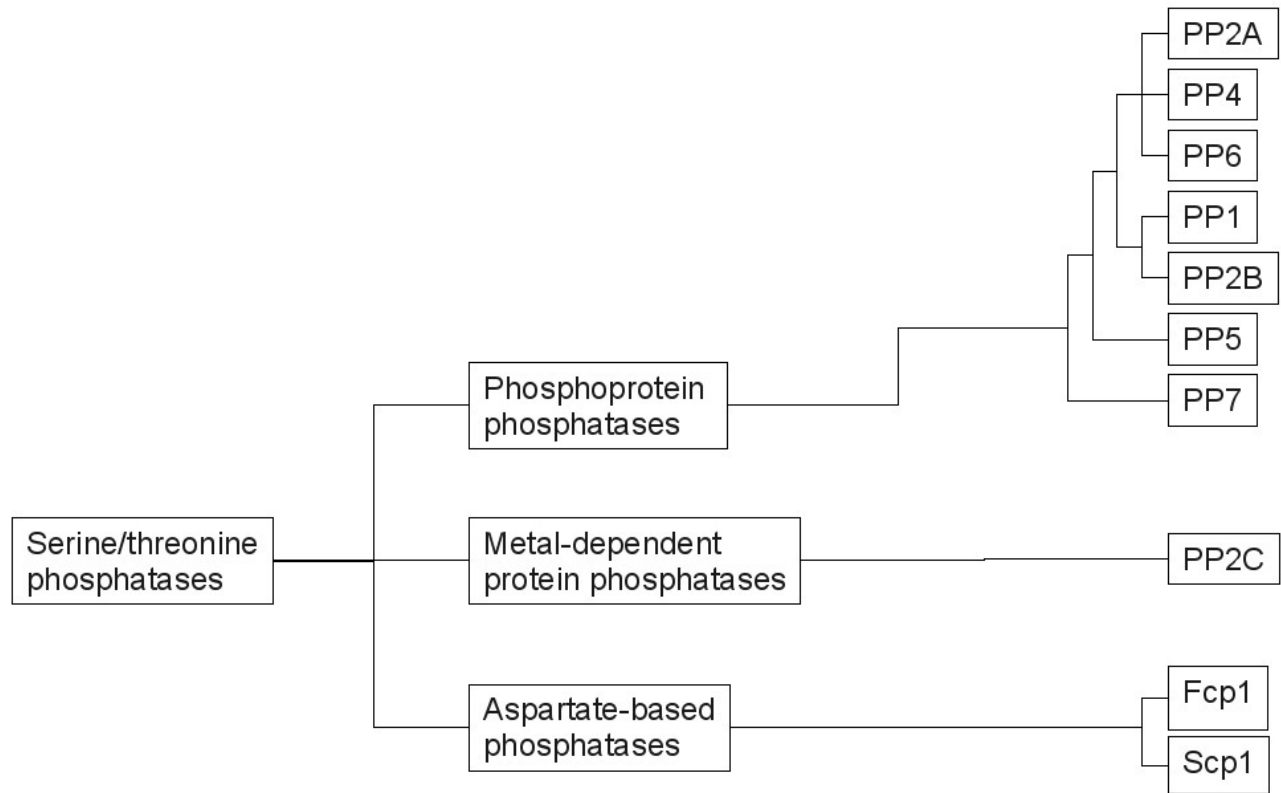 PP2A
PP4
PP6
PP1
PP2B
PP5
Phosphoprotein
phosphatases
PP7
Serine/threonine
phosphatases
Metal-dependent
protein phosphatases
PP2C
Aspartate-based
phosphatases
Fcp1
Scp1